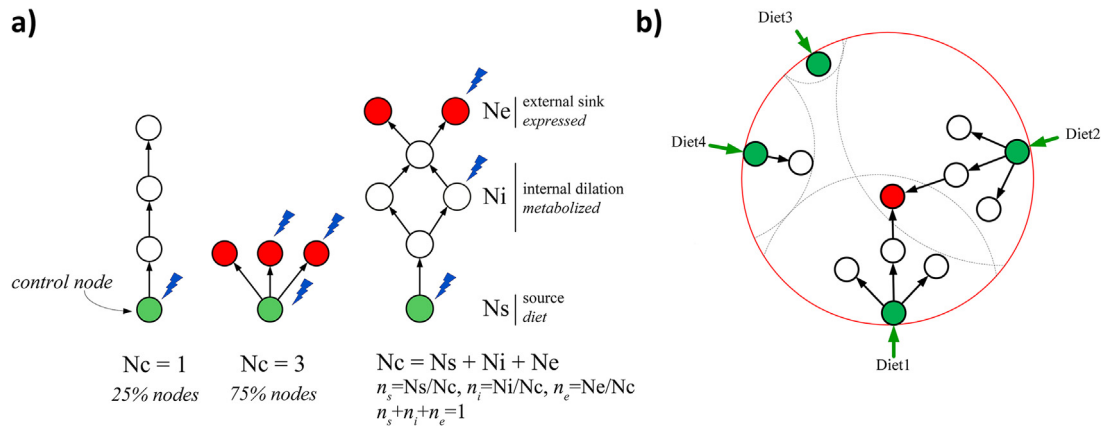 a)
Ne
external sink
expressed
Ni
internal dilation
metabolized
control node
Ns
source
diet
Nc = 1
25% nodes
Nc = 3
75% nodes
Nc = Ns + Ni + Ne
ns=Ns/Nc, ni=Ni/Nc, ne=Ne/Nc
ns+ni+ne=1
b)
Diet3
Diet2
Diet4
Diet1